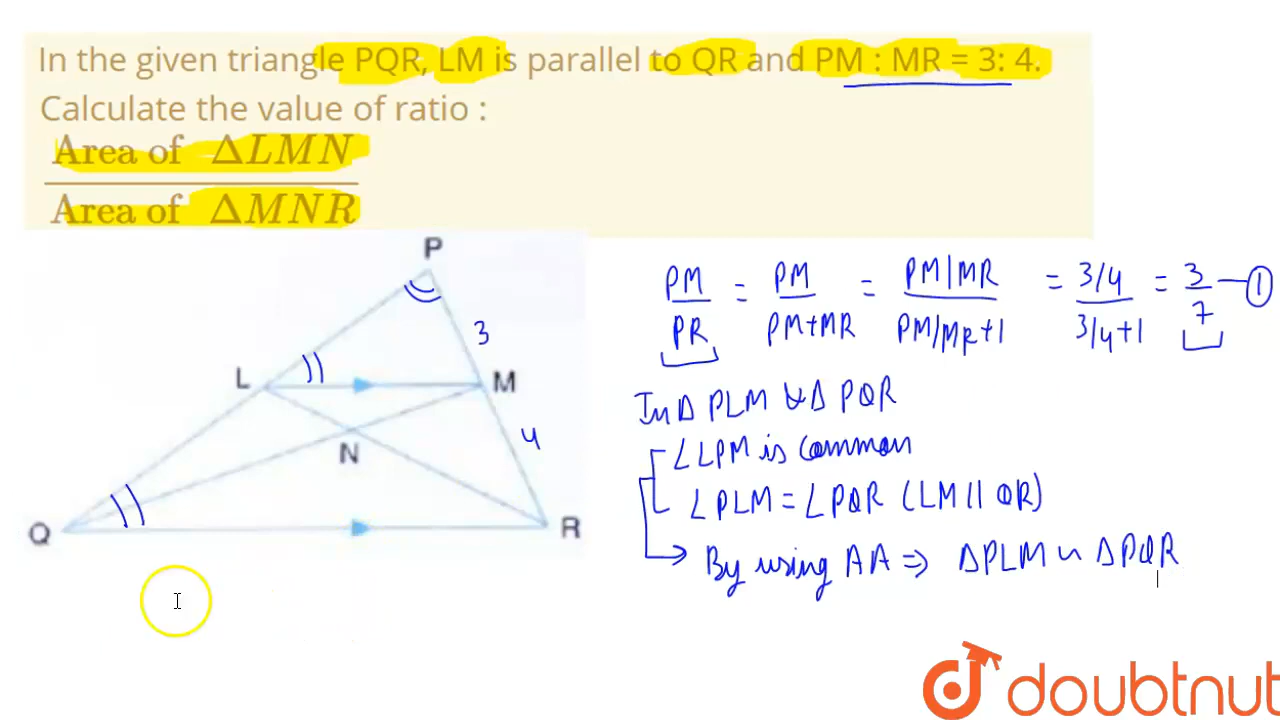 In the given triangle PQR, LM is parallel to QR and PM : MR = 3: 4.
Calculate the value of ratio :
Area of ΔLMN
Area of ΔMNR
P
3
L
M
4
N
Q
R
PM/PR = PM/PM+MR = PM/MR/PM/MR+1 = 3/4/3/4+1 = 3/7 — ①
In Δ PLM & Δ PQR
∠LPM is common
∠PLM = ∠PQR (LM || QR)
By using AA ⇒ ΔPLM ~ ΔPQR
doubtnut